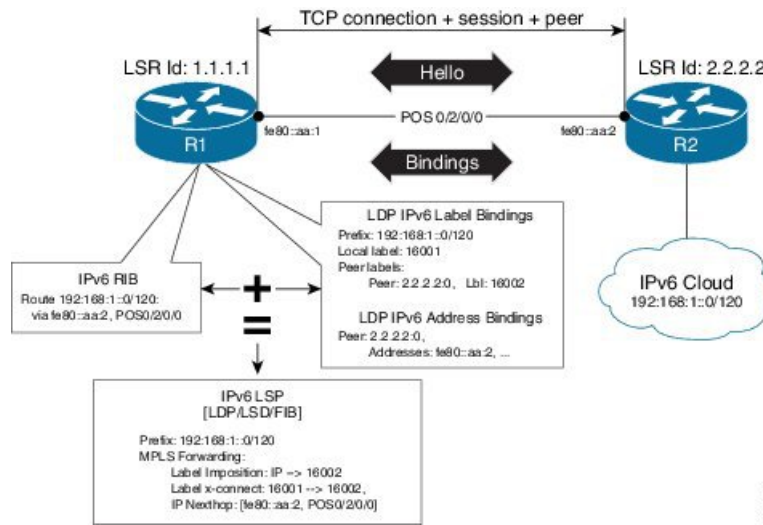 TCP connection + session + peer
LSR Id: 1.1.1.1
LSR Id: 2.2.2.2
Hello
POS 0/2/0/0
fe80::aa:1
fe80::aa:2
R1
R2
Bindings
LDP IPv6 Label Bindings
Prefix: 192:168:1::0/120
Local label: 16001
Peer labels:
Peer: 2.2.2.2:0, Lbl: 16002
LDP IPv6 Address Bindings
Peer: 2.2.2.2:0,
Addresses: fe80::aa:2, ...
IPv6 RIB
Route 192:168:1::0/120:
via fe80::aa:2, POS0/2/0/0
+
=
IPv6 Cloud
192:168:1::0/120
IPv6 LSP
[LDP/LSD/FIB]
Prefix: 192:168:1::0/120
MPLS Forwarding:
Label Imposition: IP --> 16002
Label x-connect: 16001 --> 16002,
IP Nexthop: [fe80::aa:2, POS0/2/0/0]